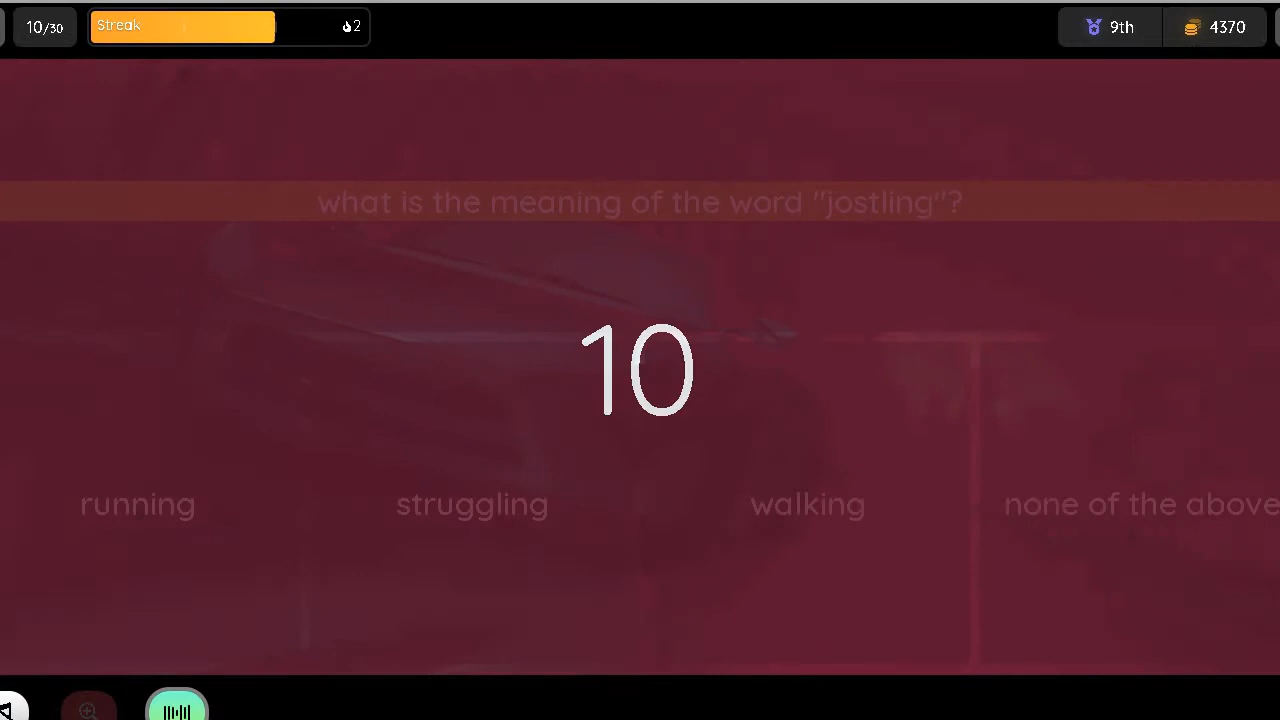 10/30
Streak
2
9th
4370
what is the meaning of the word "jostling"?
10
running
struggling
walking
none of the above